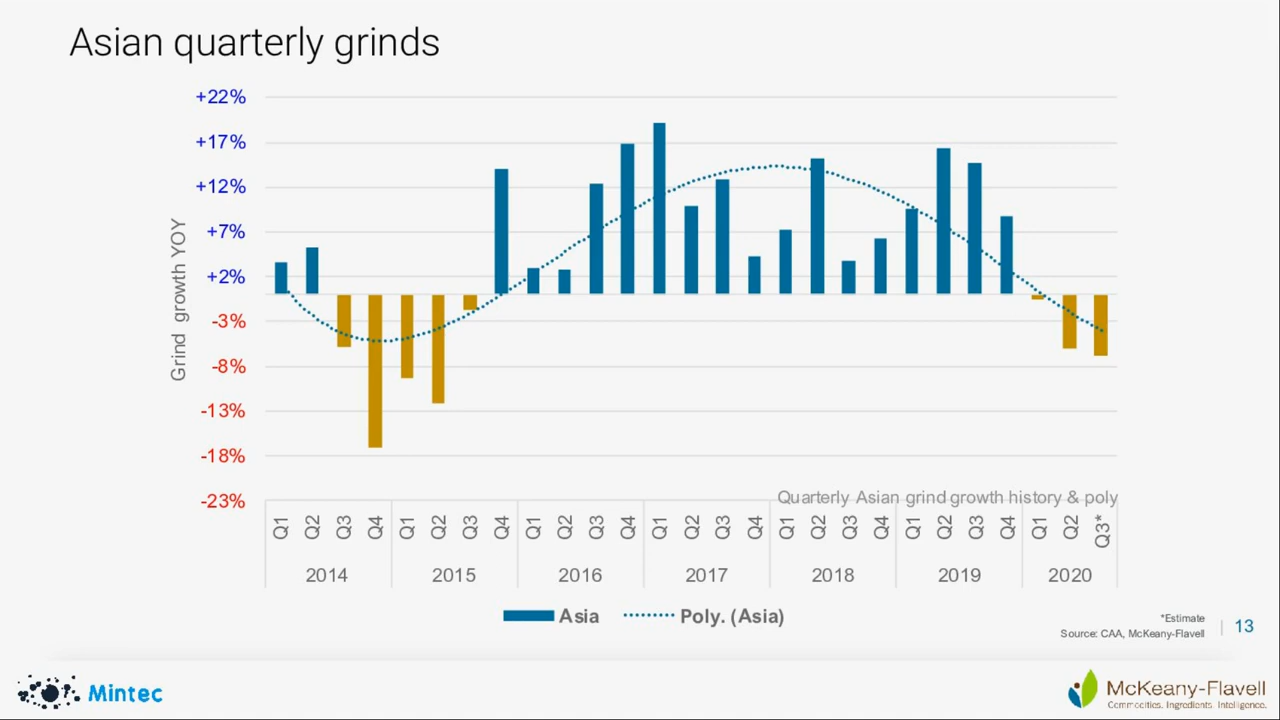 Asian quarterly grinds
+22%
+17%
+12%
+7%
+2%
-3%
-8%
-13%
-18%
-23%
Grind growth YOY
Quarterly Asian grind growth history & poly
Q1 Q2 Q3 Q4 Q1 Q2 Q3 Q4 Q1 Q2 Q3 Q4 Q1 Q2 Q3 Q4 Q1 Q2 Q3 Q4 Q1 Q2 Q3 Q4 Q1 Q2 Q3*
2014 2015 2016 2017 2018 2019 2020
Asia Poly. (Asia)
*Estimate
Source: CAA, McKeany-Flavell
13
Mintec
McKeany-Flavell
Commodities. Ingredients. Intelligence.